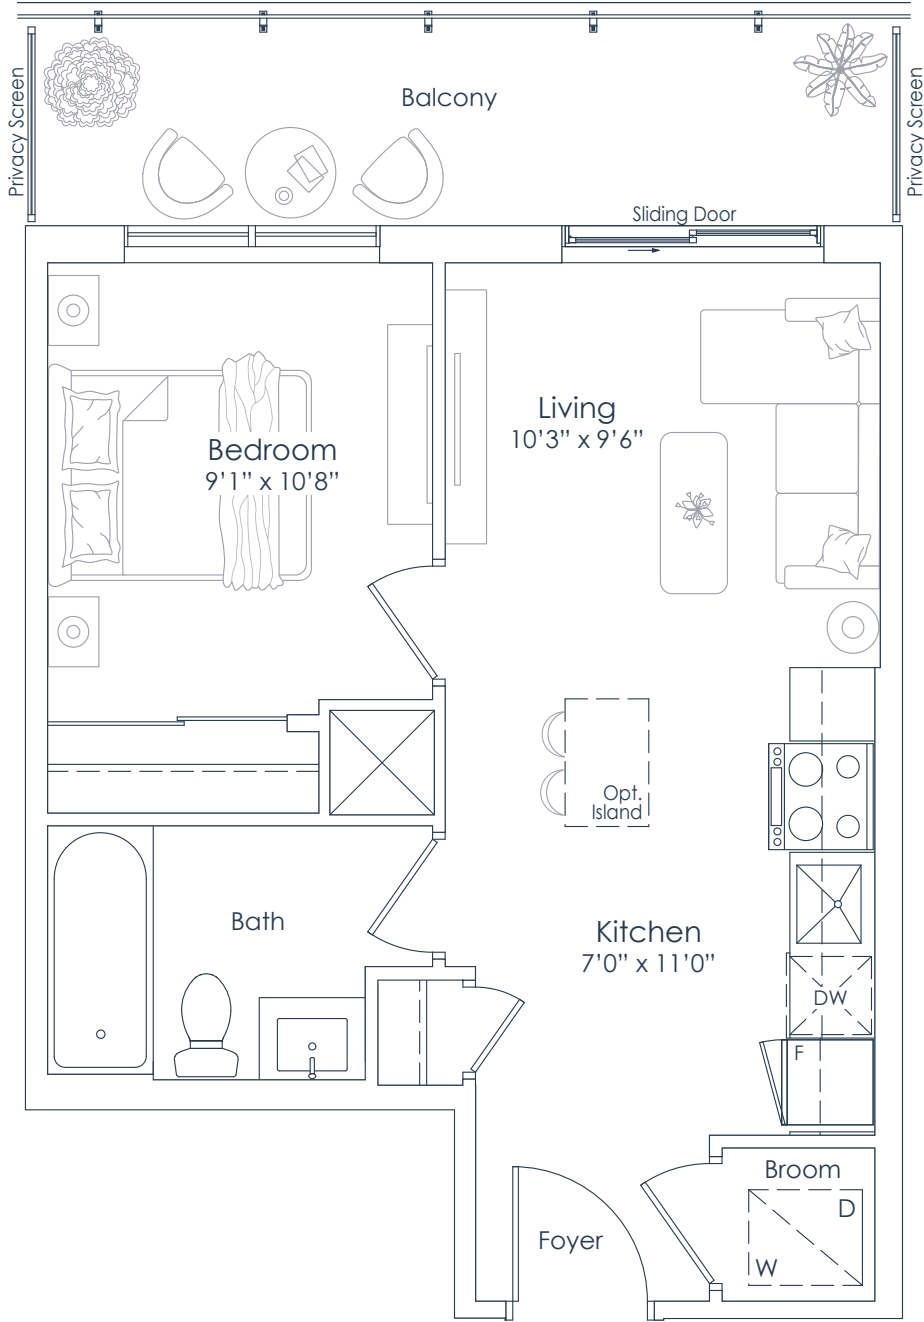 Balcony
Privacy Screen
Privacy Screen
Sliding Door
Living
10’3” x 9’6”
Bedroom
9’1” x 10’8”
Opt.
Island
Bath
Kitchen
7’0” x 11’0”
DW
F
Broom
D
W
Foyer